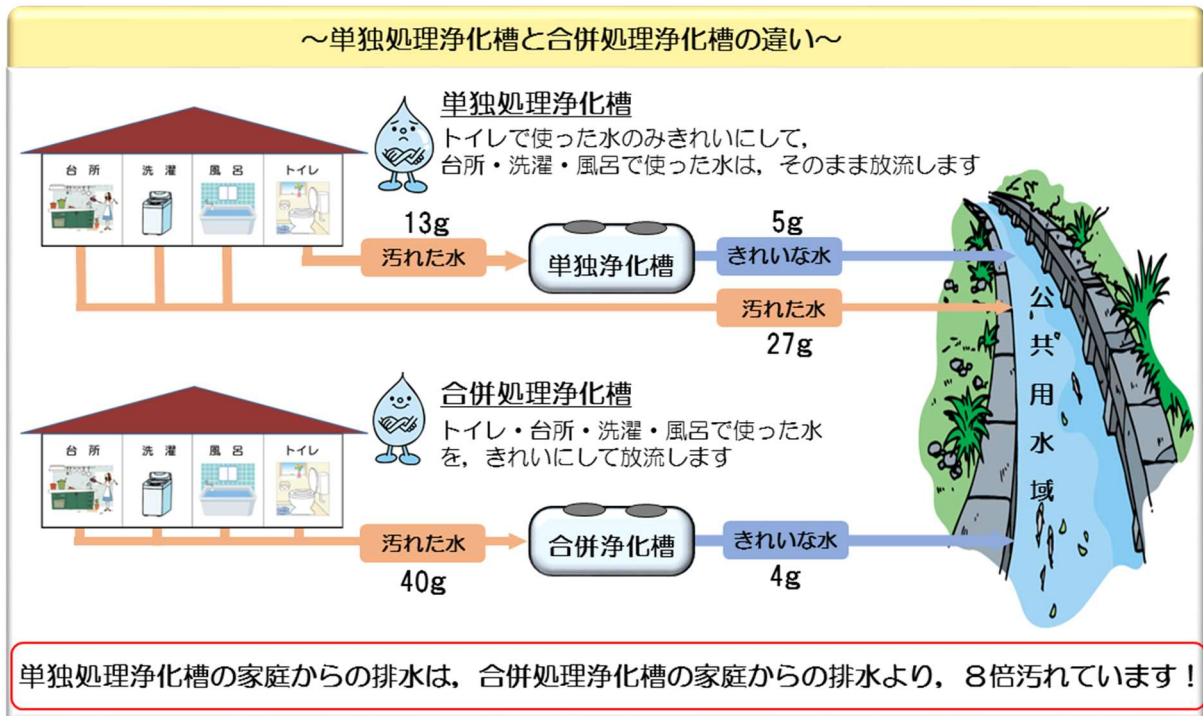 ～単独処理浄化槽と合併処理浄化槽の違い～
単独処理浄化槽
トイレで使った水のみきれいにして，
台所・洗濯・風呂で使った水は，そのまま放流します
台所 洗濯 風呂 トイレ
13g
汚れた水
単独浄化槽
5g
きれいな水
汚れた水
27g
合併処理浄化槽
トイレ・台所・洗濯・風呂で使った水
を，きれいにして放流します
台所 洗濯 風呂 トイレ
汚れた水
40g
合併浄化槽
きれいな水
4g
公共用水域
単独処理浄化槽の家庭からの排水は，合併処理浄化槽の家庭からの排水より，８倍汚れています！